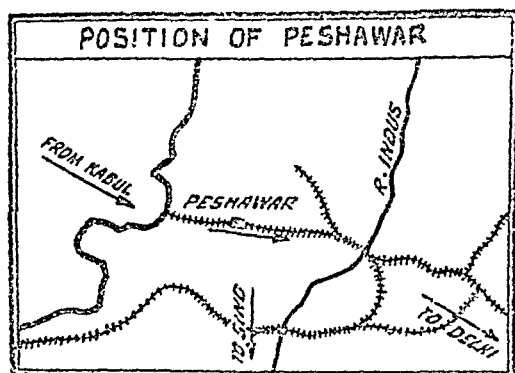 POSITION OF PESHAWAR
FROM KABUL
PESHAWAR
R. INDUS
TO SIND
TO DELHI